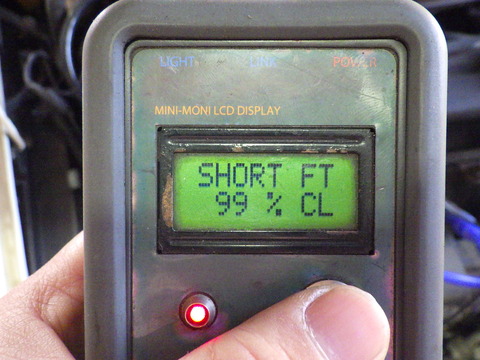 LIGHT LINK POWER
MINI-MONI LCD DISPLAY
SHORT FT
99 % CL